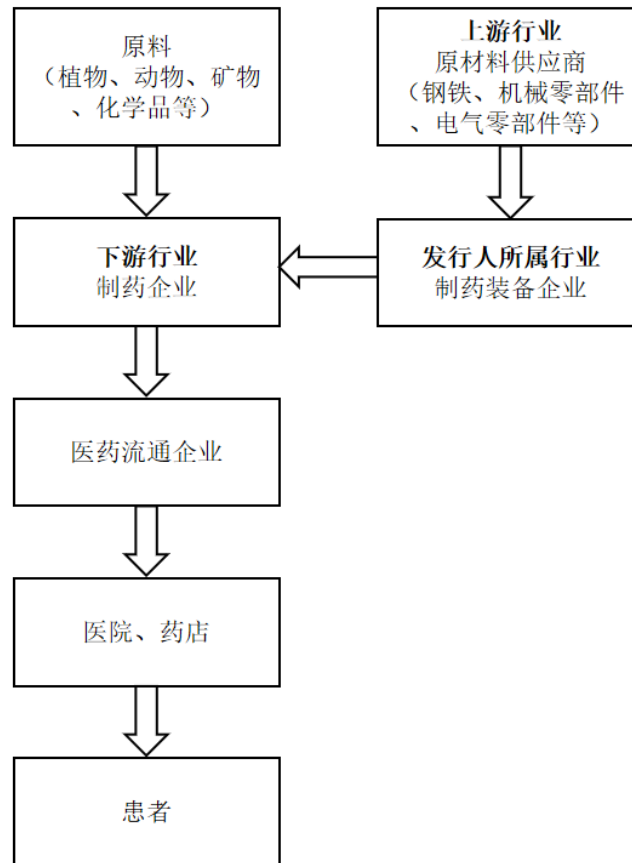 原料
（植物、动物、矿物
、化学品等）
上游行业
原材料供应商
（钢铁、机械零部件
、电气零部件等）
下游行业
制药企业
发行人所属行业
制药装备企业
医药流通企业
医院、药店
患者